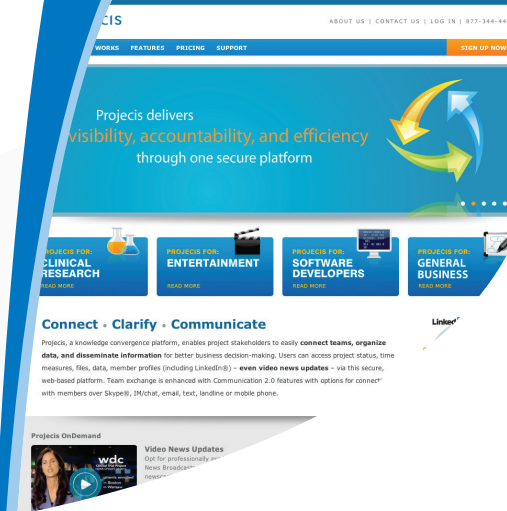 ABOUT US | CONTACT US | LOG IN | 877-344-44
WORKS FEATURES PRICING SUPPORT
SIGN UP NOW
Projecis delivers
visibility, accountability, and efficiency
through one secure platform
PROJECIS FOR:
CLINICAL
RESEARCH
READ MORE
PROJECIS FOR:
ENTERTAINMENT
READ MORE
PROJECIS FOR:
SOFTWARE
DEVELOPERS
READ MORE
PROJECIS FOR:
GENERAL
BUSINESS
READ MORE
Connect • Clarify • Communicate
Projecis, a knowledge convergence platform, enables project stakeholders to easily connect teams, organize
data, and disseminate information for better business decision-making. Users can access project status, time
measures, files, data, member profiles (including LinkedIn®) – even video news updates – via this secure,
web-based platform. Team exchange is enhanced with Communication 2.0 features with options for connect
with members over Skype®, IM/chat, email, text, landline or mobile phone.
Linked
Projecis OnDemand
wdc
in Boston
in Warsaw
Video News Updates
Opt for professionally
News Broadcast